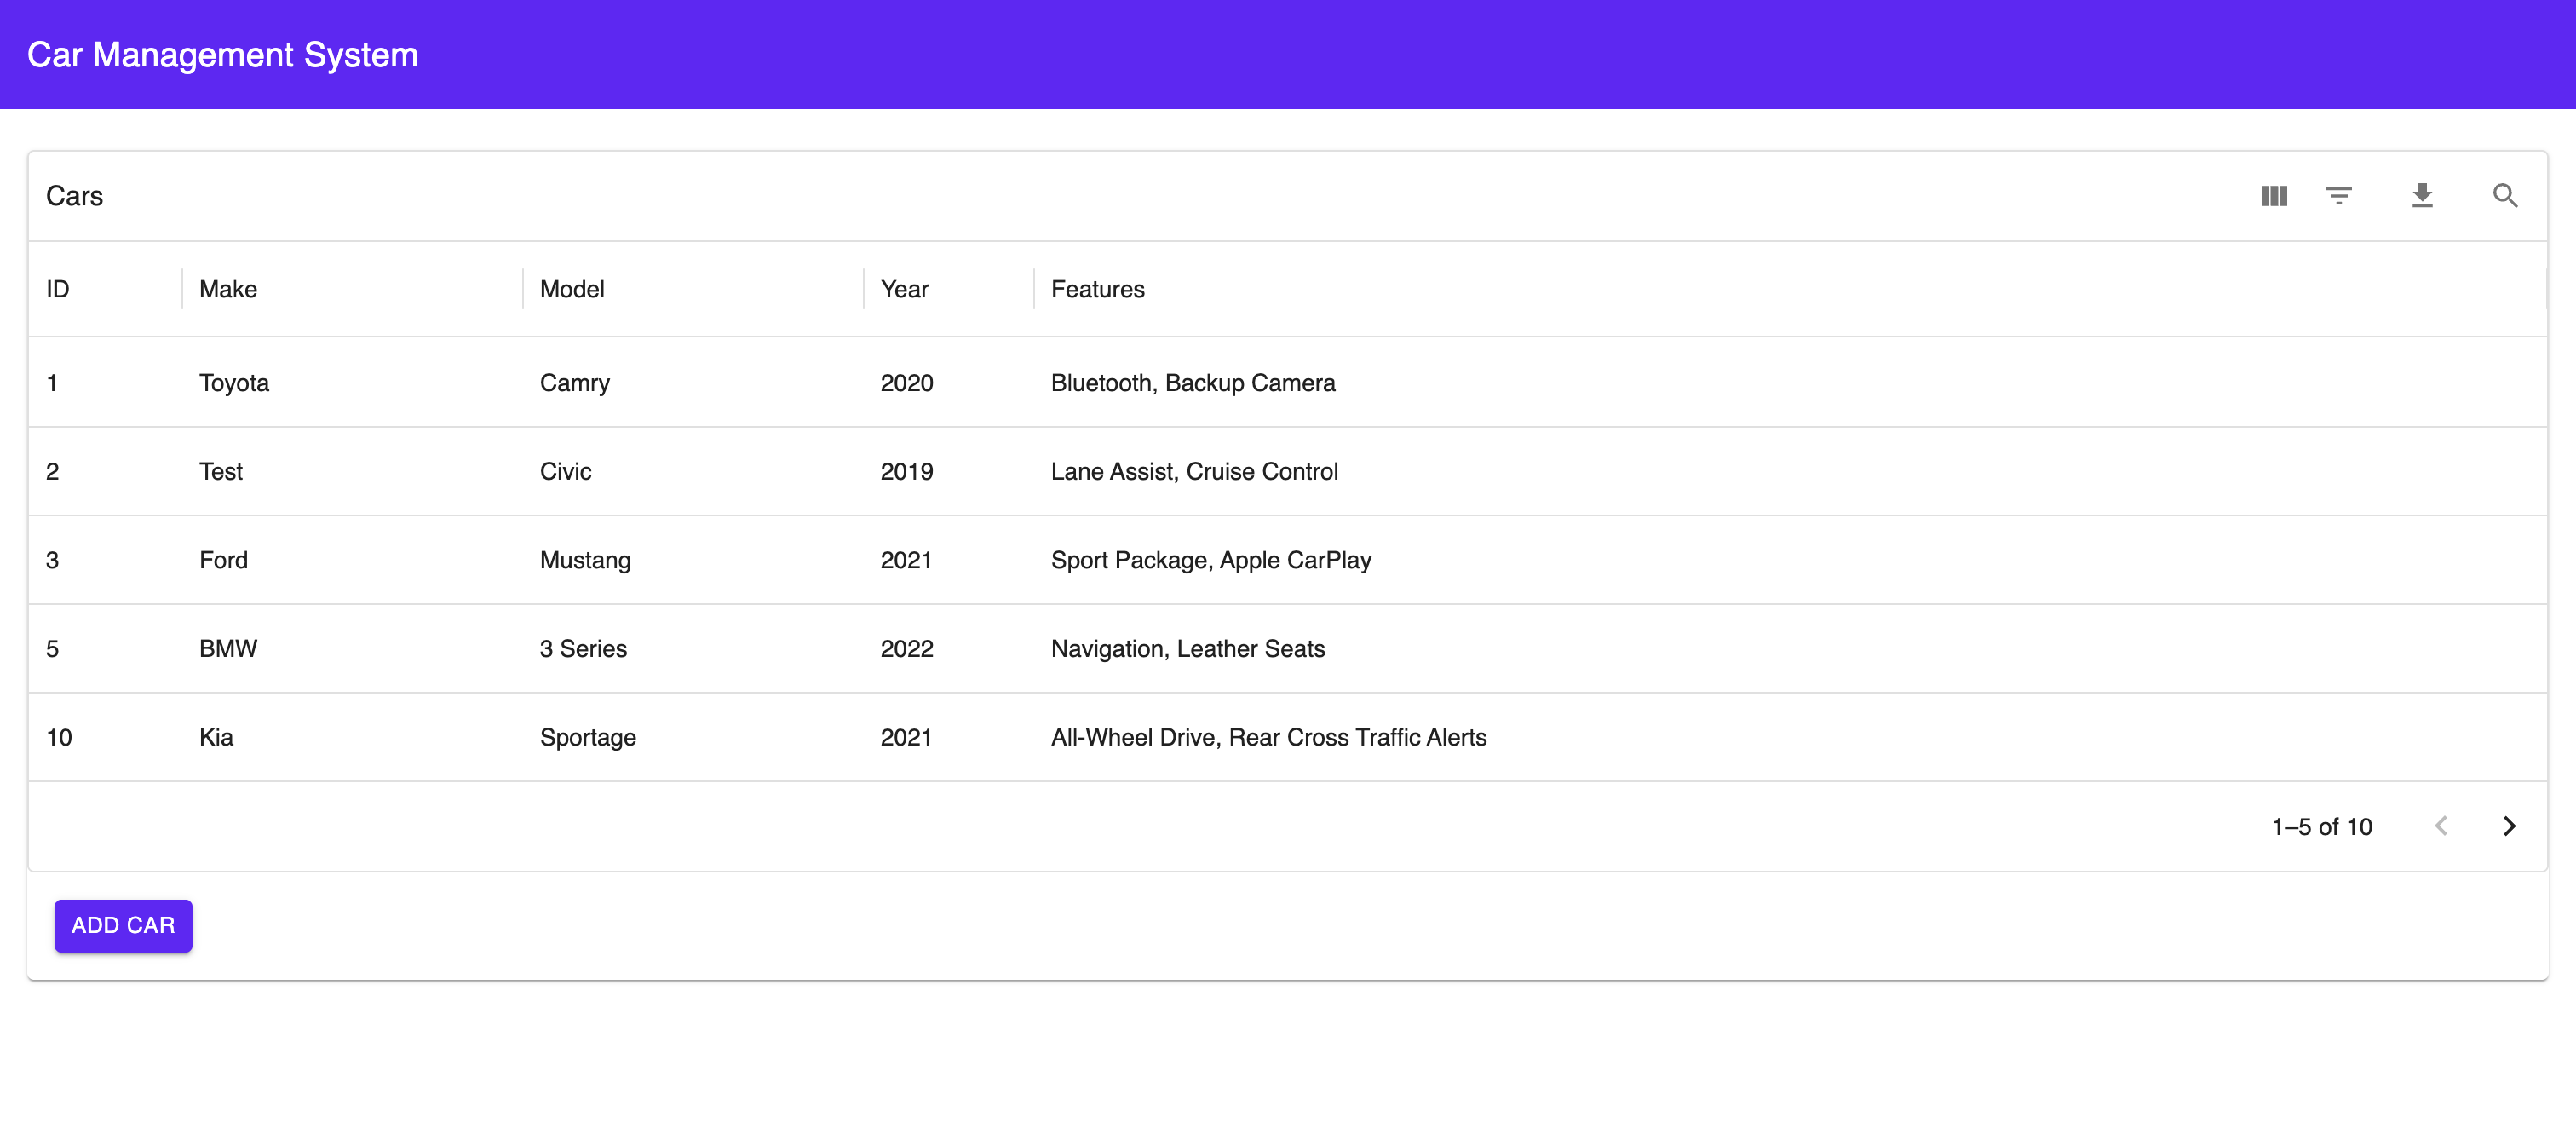 Car Management System
Cars
ID Make Model Year Features
1 Toyota Camry 2020 Bluetooth, Backup Camera
2 Test Civic 2019 Lane Assist, Cruise Control
3 Ford Mustang 2021 Sport Package, Apple CarPlay
5 BMW 3 Series 2022 Navigation, Leather Seats
10 Kia Sportage 2021 All-Wheel Drive, Rear Cross Traffic Alerts
1–5 of 10
ADD CAR